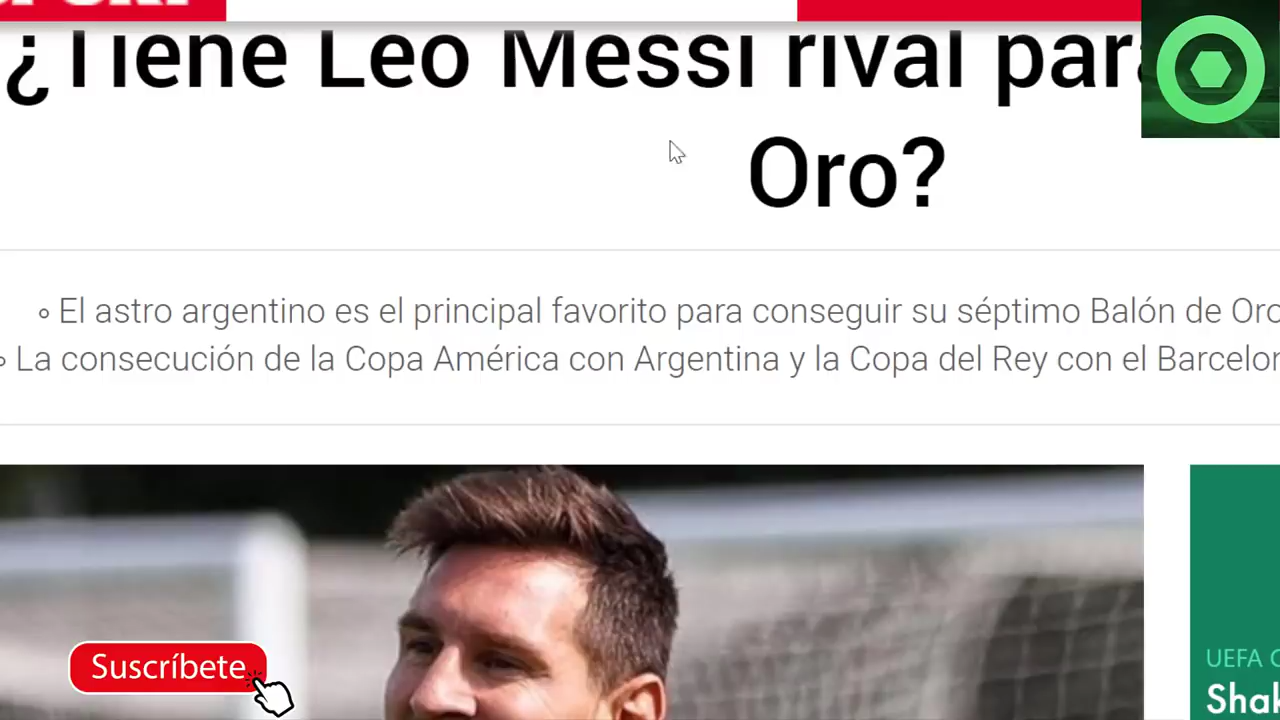 ¿Tiene Leo Messi rival para
Oro?
El astro argentino es el principal favorito para conseguir su séptimo Balón de Oro
La consecución de la Copa América con Argentina y la Copa del Rey con el
Suscríbete
UEFA